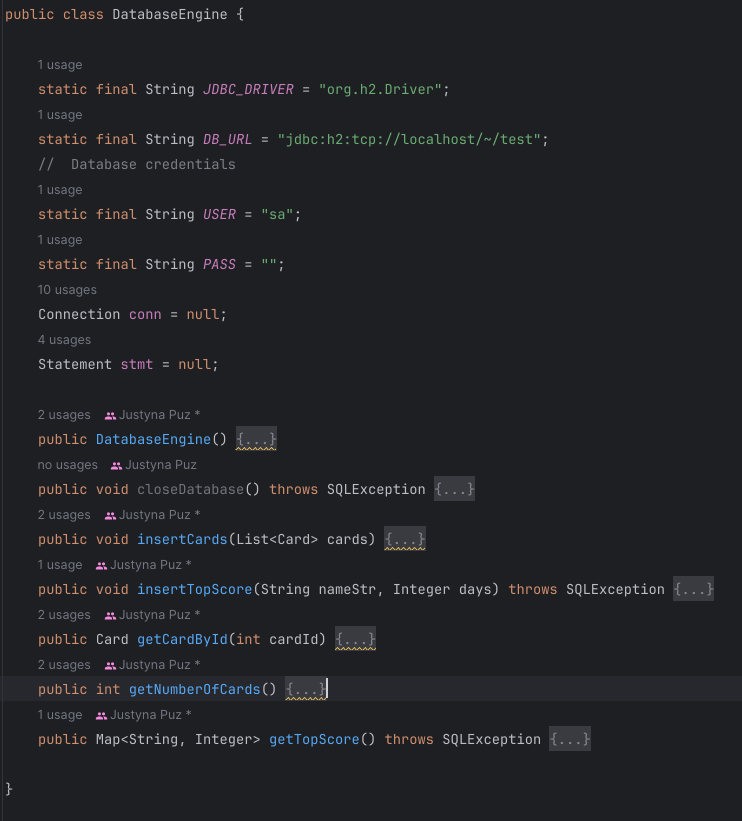 public class DatabaseEngine {
1 usage
static final String JDBC_DRIVER = "org.h2.Driver";
1 usage
static final String DB_URL = "jdbc:h2:tcp://localhost/~/test";
//  Database credentials
1 usage
static final String USER = "sa";
1 usage
static final String PASS = "";
10 usages
Connection conn = null;
4 usages
Statement stmt = null;
2 usages Justyna Puz *
public DatabaseEngine() {...}
no usages Justyna Puz
public void closeDatabase() throws SQLException {...}
2 usages Justyna Puz *
public void insertCards(List<Card> cards) {...}
1 usage Justyna Puz *
public void insertTopScore(String nameStr, Integer days) throws SQLException {...}
2 usages Justyna Puz *
public Card getCardById(int cardId) {...}
2 usages Justyna Puz *
public int getNumberOfCards() {...}
1 usage Justyna Puz *
public Map<String, Integer> getTopScore() throws SQLException {...}
}